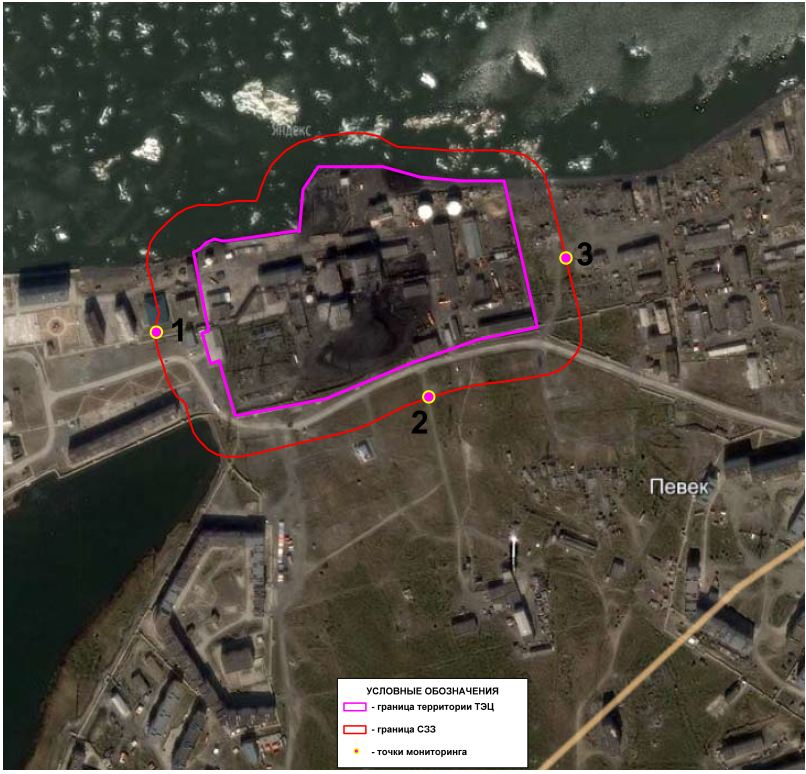 Яндекс
3
1
2
Певек
УСЛОВНЫЕ ОБОЗНАЧЕНИЯ
- граница территории ТЭЦ
- граница СЗЗ
- точки мониторинга